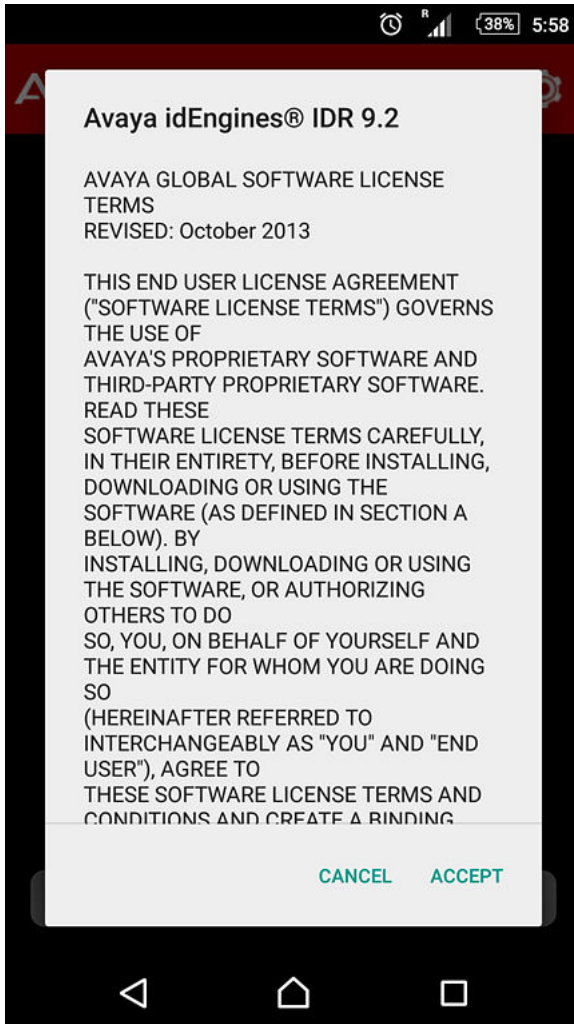 R
38%
5:58
Avaya idEngines® IDR 9.2
AVAYA GLOBAL SOFTWARE LICENSE
TERMS
REVISED: October 2013
THIS END USER LICENSE AGREEMENT
("SOFTWARE LICENSE TERMS") GOVERNS
THE USE OF
AVAYA'S PROPRIETARY SOFTWARE AND
THIRD-PARTY PROPRIETARY SOFTWARE.
READ THESE
SOFTWARE LICENSE TERMS CAREFULLY,
IN THEIR ENTIRETY, BEFORE INSTALLING,
DOWNLOADING OR USING THE
SOFTWARE (AS DEFINED IN SECTION A
BELOW). BY
INSTALLING, DOWNLOADING OR USING
THE SOFTWARE, OR AUTHORIZING
OTHERS TO DO
SO, YOU, ON BEHALF OF YOURSELF AND
THE ENTITY FOR WHOM YOU ARE DOING
SO
(HEREINAFTER REFERRED TO
INTERCHANGEABLY AS "YOU" AND "END
USER"), AGREE TO
THESE SOFTWARE LICENSE TERMS AND
CONDITIONS AND CREATE A BINDING
CANCEL
ACCEPT